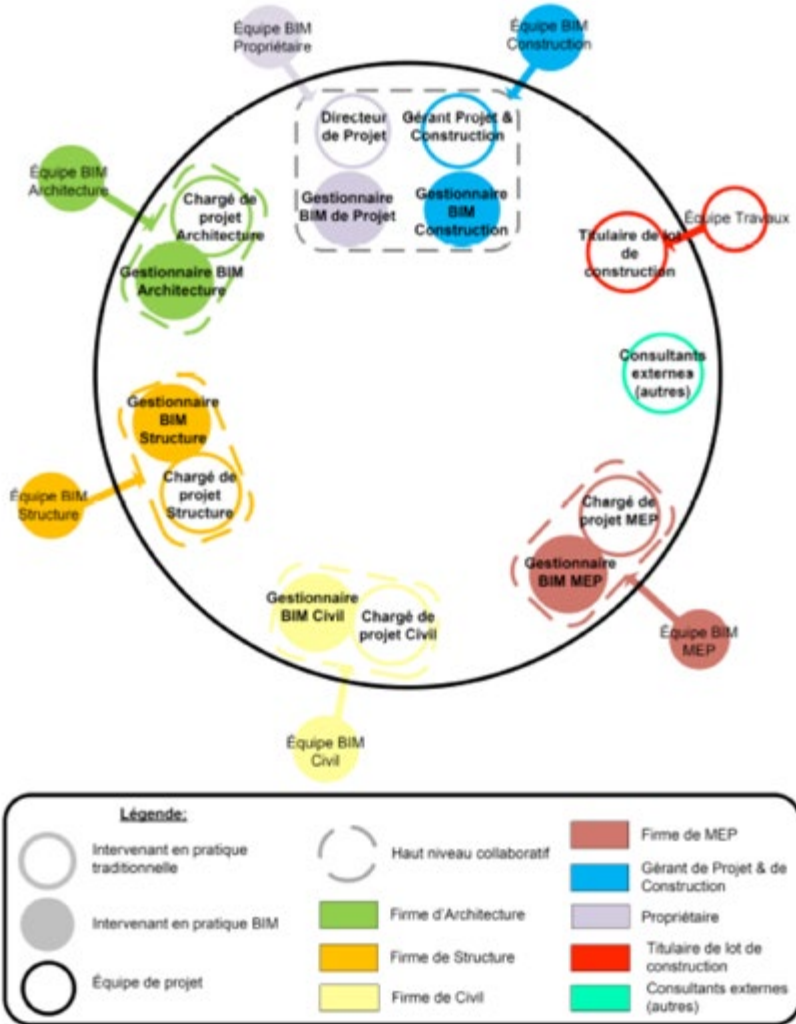 Équipe BIM
Propriétaire
Équipe BIM
Construction
Directeur
de Projet
Gérant Projet &
Construction
Gestionnaire
BIM de Projet
Gestionnaire
BIM
Construction
Équipe BIM
Architecture
Chargé de
projet
Architecture
Gestionnaire BIM
Architecture
Équipe Travaux
Titulaire de lot
de
construction
Consultants
externes
(autres)
Gestionnaire
BIM
Structure
Chargé de
projet
Structure
Équipe BIM
Structure
Chargé de
projet MEP
Gestionnaire
BIM MEP
Équipe BIM
MEP
Gestionnaire
BIM Civil
Chargé de
projet Civil
Équipe BIM
Civil
Légende:
Intervenant en pratique
traditionnelle
Intervenant en pratique BIM
Équipe de projet
Haut niveau collaboratif
Firme d'Architecture
Firme de Structure
Firme de Civil
Firme de MEP
Gérant de Projet & de
Construction
Propriétaire
Titulaire de lot de
construction
Consultants externes
(autres)